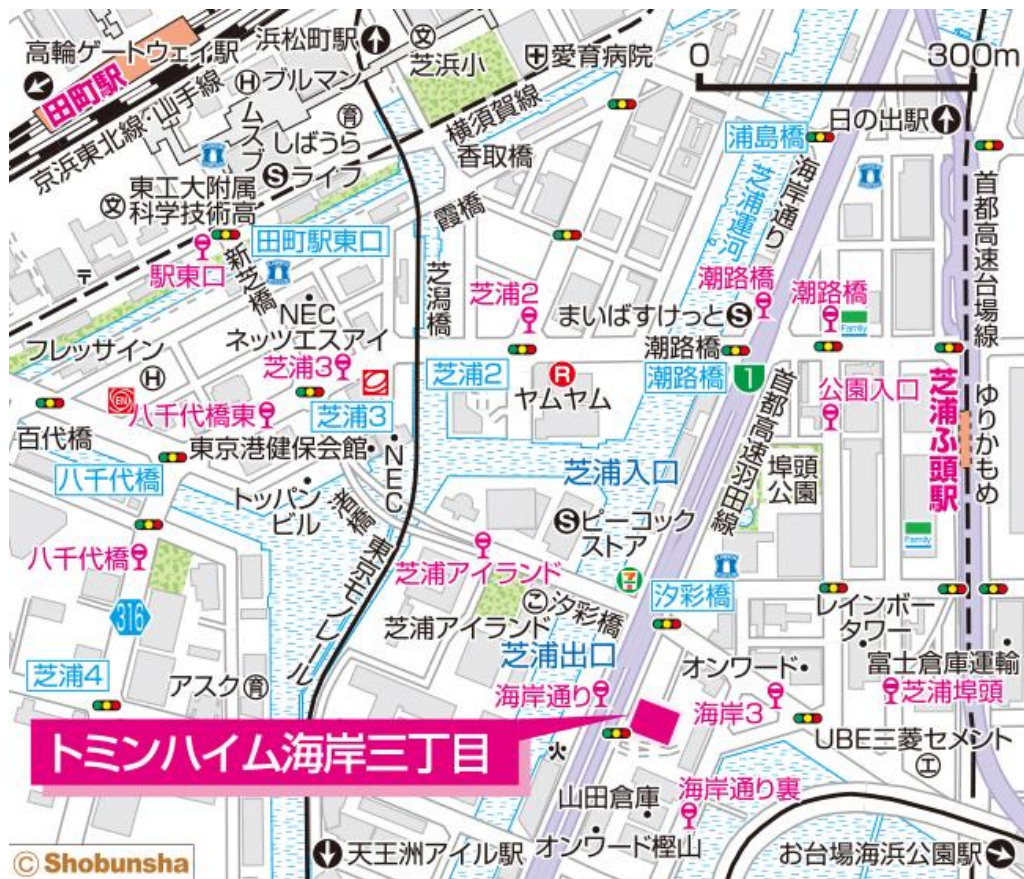 高輪ゲートウェイ駅
浜松町駅
文
芝浜小
愛育病院
0
300m
田町駅
H ブルマン
京浜東北線・山手線
横須賀線
日の出駅
育
ムスブ
しばうら
香取橋
浦島橋
海岸通り
東工大附属
科学技術高
文
S ライフ
芝浦運河
首都高速台場線
霞橋
田町駅東口
〒
駅東口
新芝橋
芝潟橋
芝浦2
潮路橋
潮路橋
NEC
ネッツエスアイ
まいばすけっと S
Family
フレッサイン
H
芝浦3
芝浦2
R
ヤムヤム
潮路橋
潮路橋
1
EN
八千代橋東
芝浦3
公園入口
芝浦ふ頭駅
ゆりかもめ
百代橋
東京港健保会館
NEC
首都高速羽田線
埠頭
公園
八千代橋
芝浦入口
トッパン
ビル
渚橋
S ピーコック
ストア
Family
八千代橋
東京モノレール
芝浦アイランド
7
汐彩橋
316
こ
芝浦アイランド
汐彩橋
レインボー
タワー
芝浦出口
芝浦4
アスク 育
海岸通り
オンワード
富士倉庫運輸
芝浦埠頭
海岸3
トミンハイム海岸三丁目
火
UBE三菱セメント
工
山田倉庫
海岸通り裏
© Shobunsha
天王洲アイル駅
オンワード樫山
お台場海浜公園駅